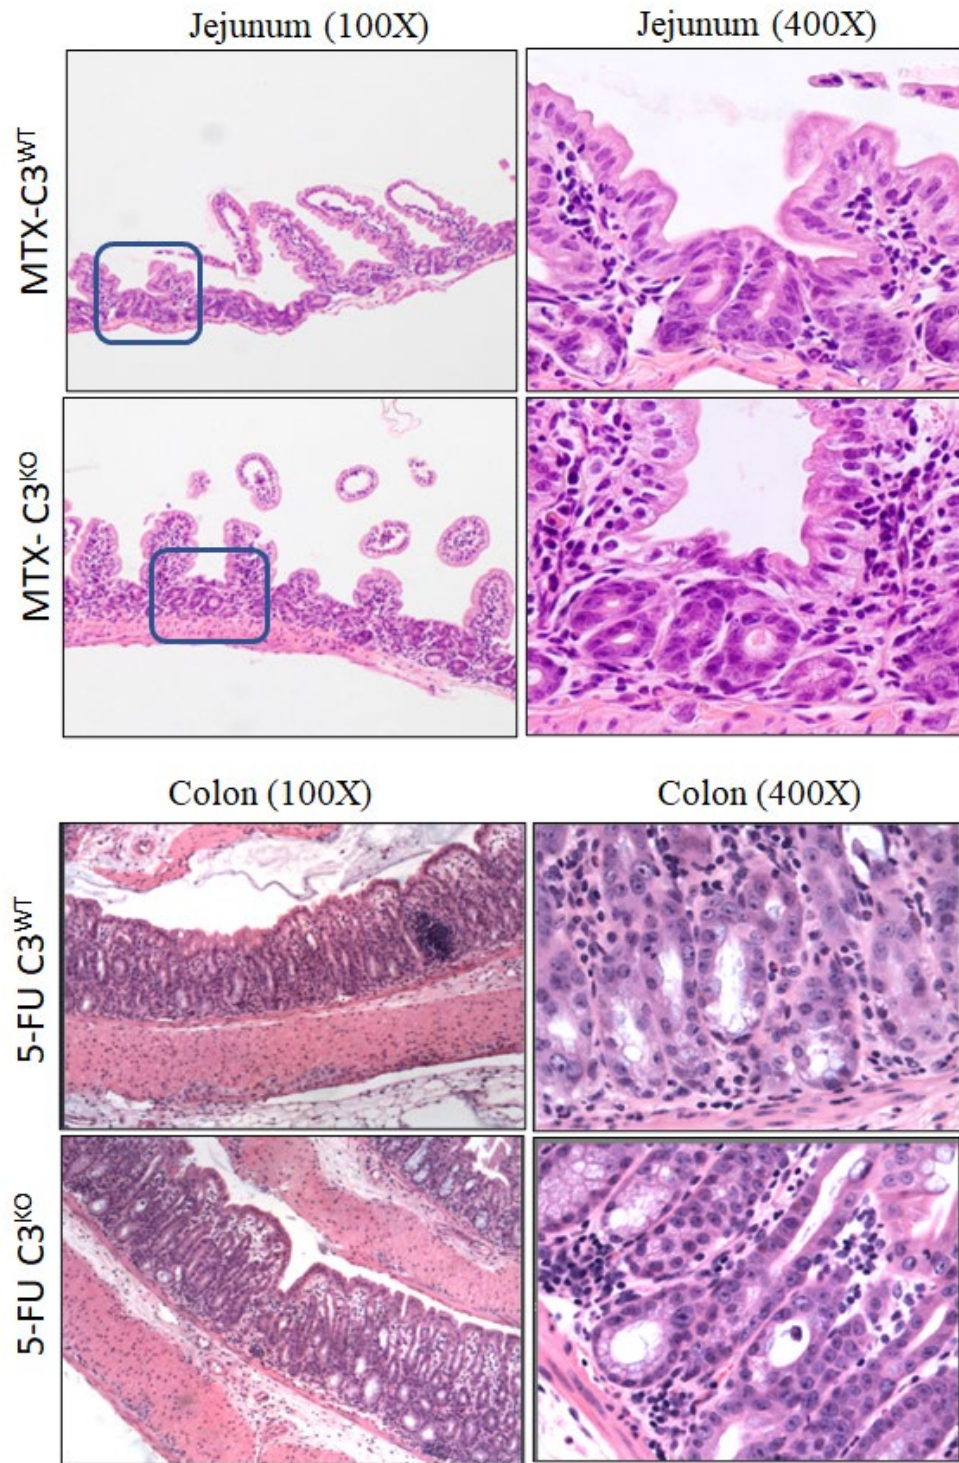 Jejunum (100X)
Jejunum (400X)
MTX-C3ᵂᵀ
MTX- C3ᴷᴼ
Colon (100X)
Colon (400X)
5-FU C3ᵂᵀ
5-FU C3ᴷᴼ